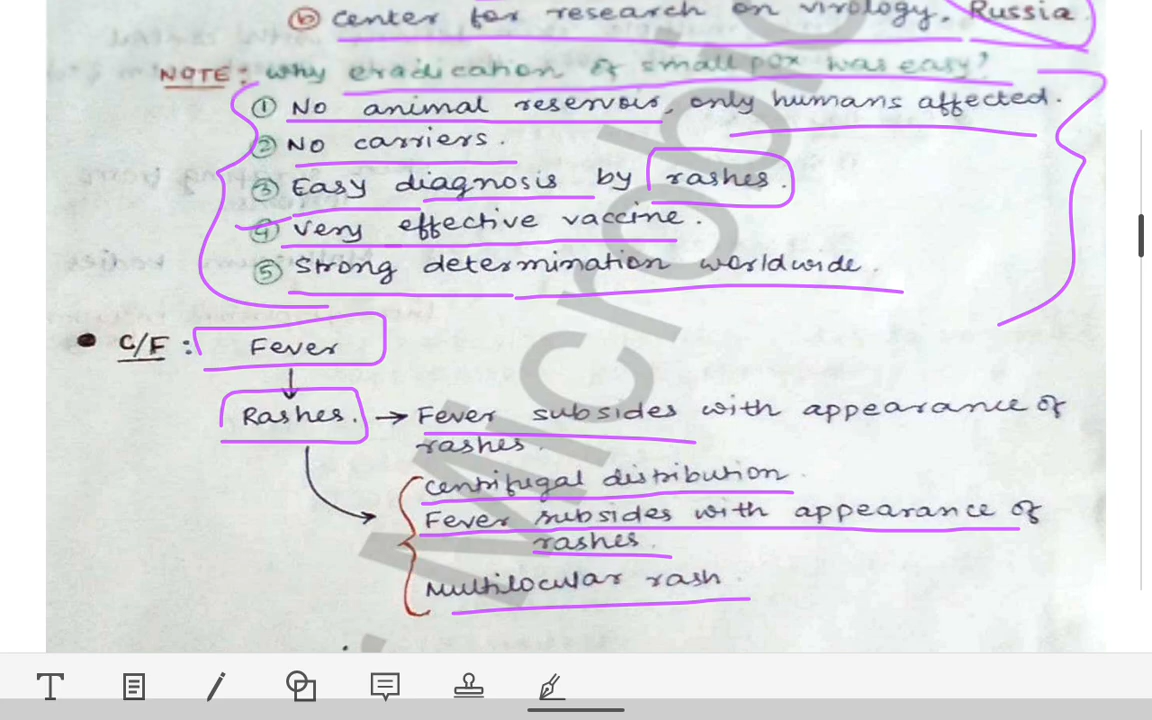 ⓑ center for research on virology. Russia.
NOTE: why eradication of small pox was easy?
① No animal reservoir, only humans affected.
② No carriers.
③ Easy diagnosis by rashes.
④ Very effective vaccine.
⑤ Strong determination worldwide.
• C/F : Fever
↓
Rashes. → Fever subsides with appearance of
rashes.
centrifugal distribution.
Fever subsides with appearance of
rashes.
Multilocular rash.
Microbi
T